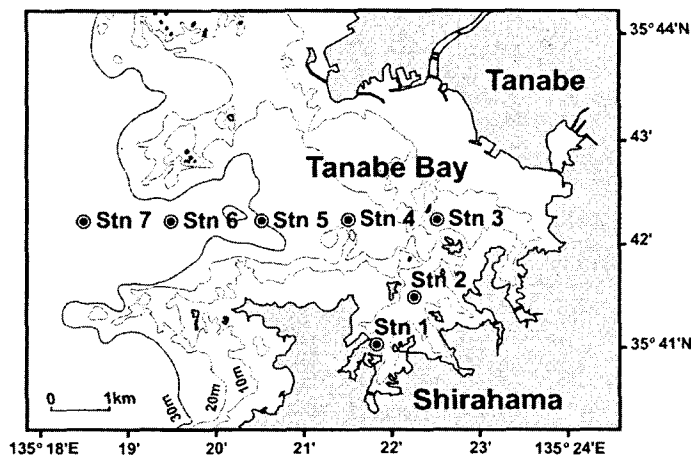 35°44'N
Tanabe
43'
Tanabe Bay
Stn 7
Stn 6
Stn 5
Stn 4
Stn 3
42'
Stn 2
Stn 1
35°41'N
Shirahama
0 1km
30m
20m
10m
135°18'E 19' 20' 21' 22' 23' 135°24'E